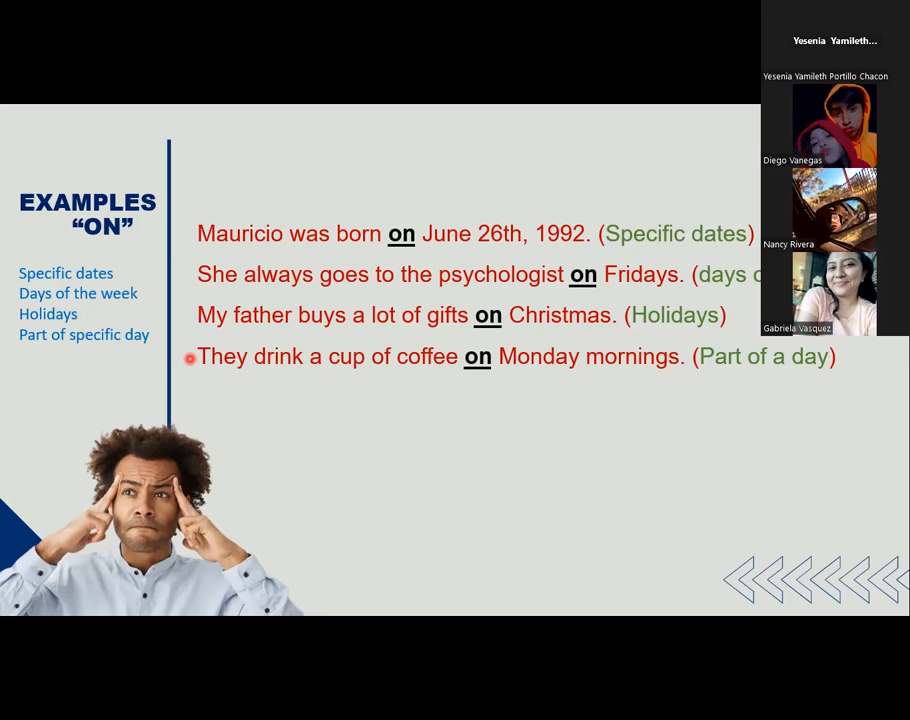 Yesenia Yamileth...
Yesenia Yamileth Portillo Chacon
Diego Vanegas
Nancy Rivera
Gabriela Vasquez
EXAMPLES
“ON”
Specific dates
Days of the week
Holidays
Part of specific day
Mauricio was born on June 26th, 1992. (Specific dates)
She always goes to the psychologist on Fridays. (days
My father buys a lot of gifts on Christmas. (Holidays)
They drink a cup of coffee on Monday mornings. (Part of a day)